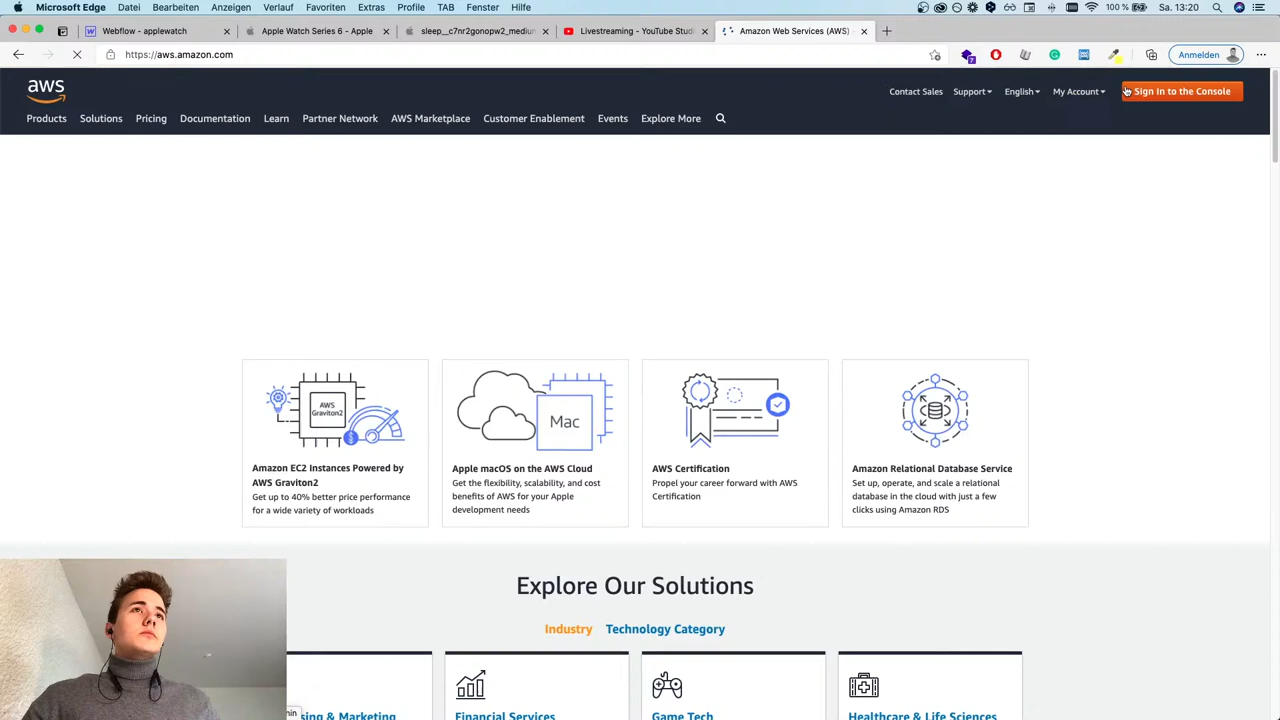 Microsoft Edge Datei Bearbeiten Anzeigen Verlauf Favoriten Extras Profile TAB Fenster Hilfe 100 % Sa. 13:20
Webflow - applewatch Apple Watch Series 6 - Apple sleep__c7nr2gonopw2_medium Livestreaming - YouTube Stud Amazon Web Services (AWS)
https://aws.amazon.com 7 Anmelden
aws
Contact Sales Support English My Account Sign In to the Console
Products Solutions Pricing Documentation Learn Partner Network AWS Marketplace Customer Enablement Events Explore More
AWS
Graviton2
Mac
Amazon EC2 Instances Powered by
AWS Graviton2
Get up to 40% better price performance
for a wide variety of workloads
Apple macOS on the AWS Cloud
Get the flexibility, scalability, and cost
benefits of AWS for your Apple
development needs
AWS Certification
Propel your career forward with AWS
Certification
Amazon Relational Database Service
Set up, operate, and scale a relational
database in the cloud with just a few
clicks using Amazon RDS
Explore Our Solutions
Industry Technology Category
& Marketing
Financial Services
Game Tech
Healthcare & Life Sciences